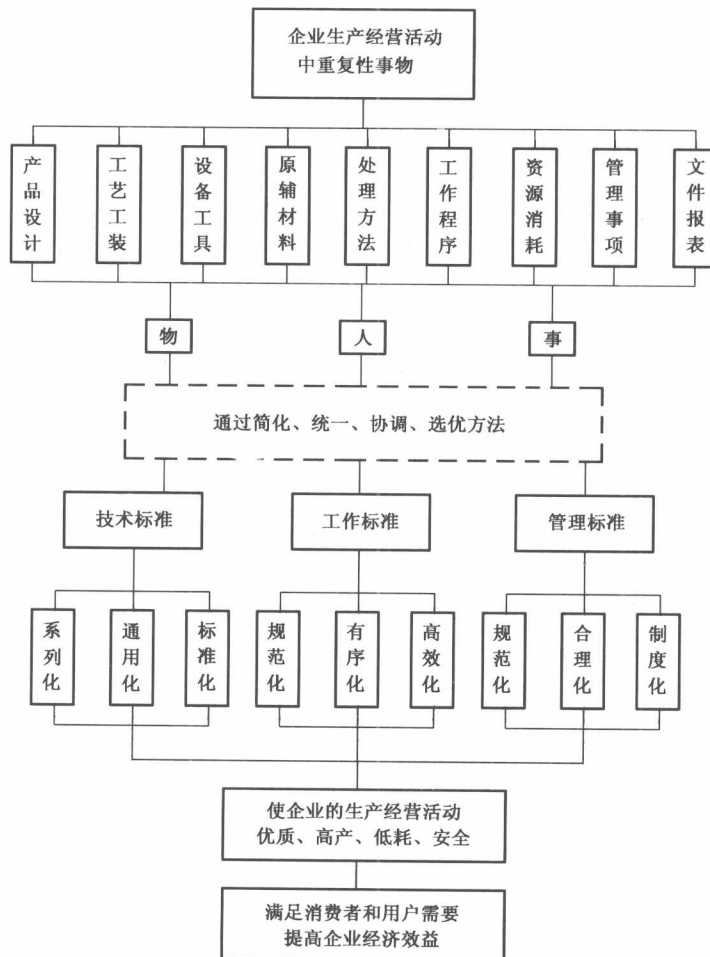 企业生产经营活动
中重复性事物
产品设计
工艺工装
设备工具
原辅材料
处理方法
工作程序
资源消耗
管理事项
文件报表
物
人
事
通过简化、统一、协调、选优方法
技术标准
工作标准
管理标准
系列化
通用化
标准化
规范化
有序化
高效化
规范化
合理化
制度化
使企业的生产经营活动
优质、高产、低耗、安全
满足消费者和用户需要
提高企业经济效益